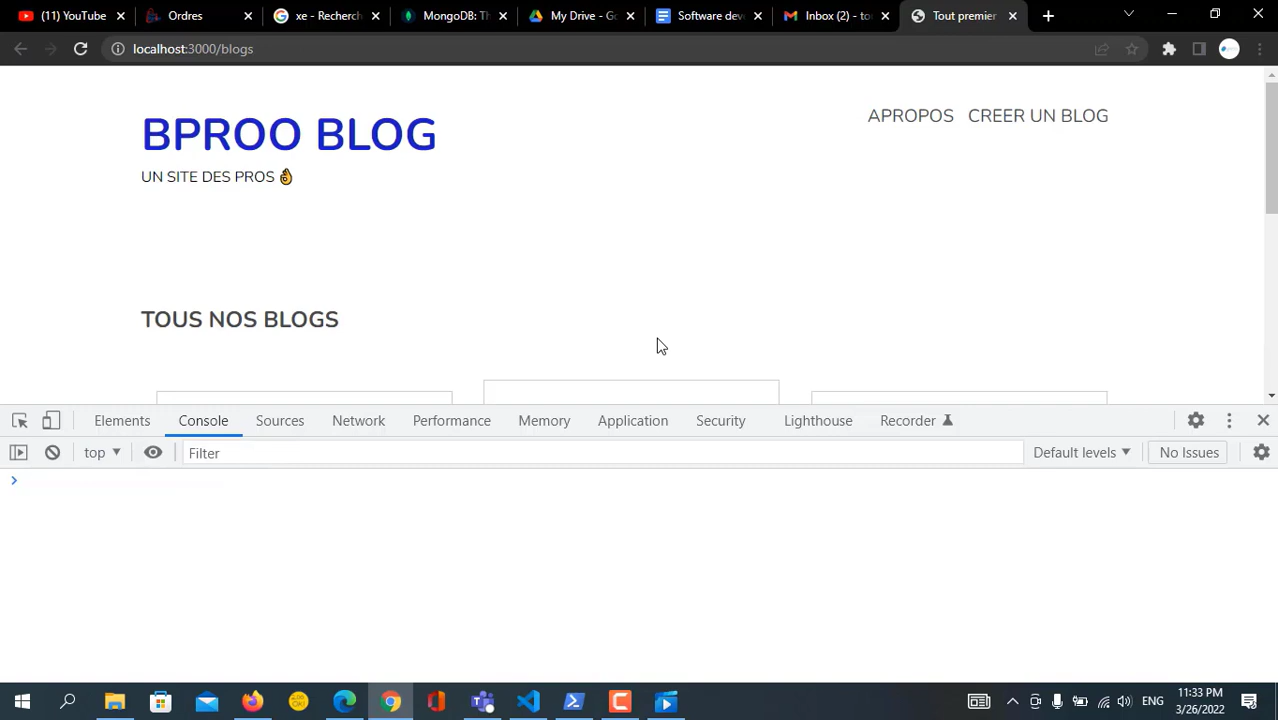 (11) YouTube
Ordres
xe - Recherch
MongoDB: Th
My Drive - Go
Software deve
Inbox (2) - to
Tout premier
localhost:3000/blogs
BPROO BLOG
APROPOS CREER UN BLOG
UN SITE DES PROS 👌
TOUS NOS BLOGS
Elements Console Sources Network Performance Memory Application Security Lighthouse Recorder
top Filter Default levels No Issues
ENG
11:33 PM
3/26/2022